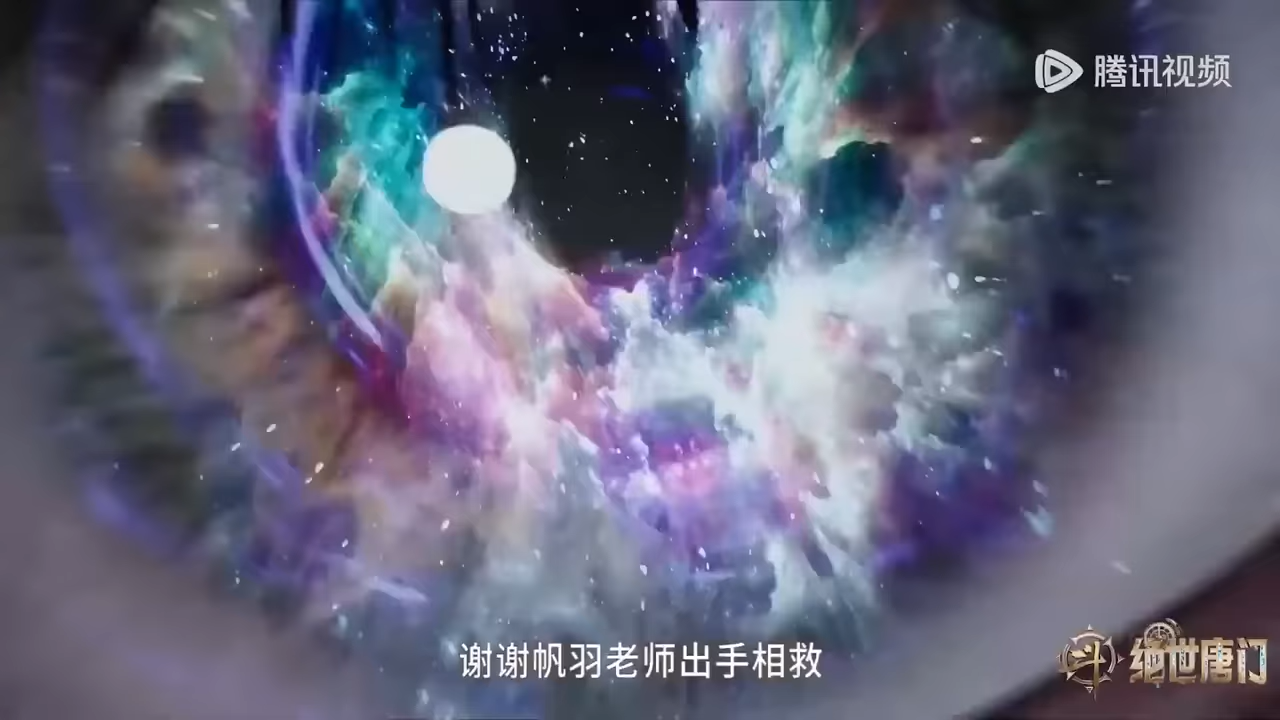 腾讯视频
谢谢帆羽老师出手相救
斗 绝世唐门